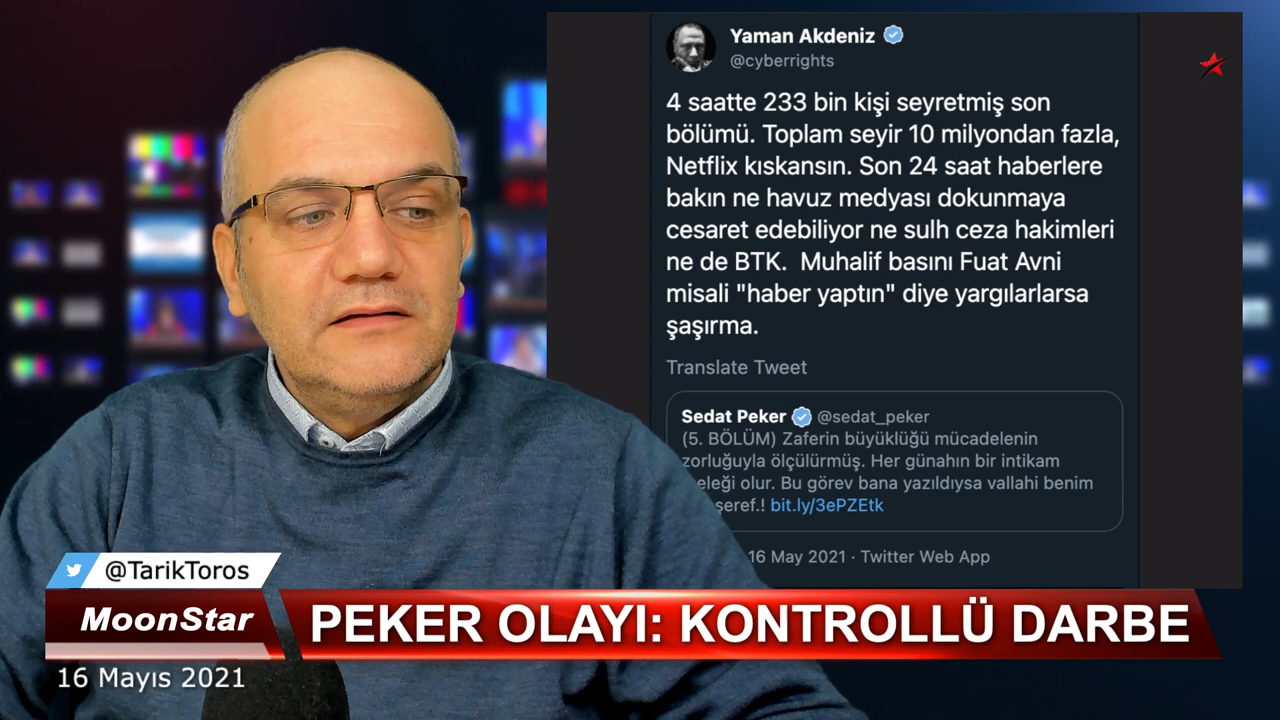 Yaman Akdeniz
@cyberrights
4 saatte 233 bin kişi seyretmiş son
bölümü. Toplam seyir 10 milyondan fazla,
Netflix kıskansın. Son 24 saat haberlere
bakın ne havuz medyası dokunmaya
cesaret edebiliyor ne sulh ceza hakimleri
ne de BTK. Muhalif basını Fuat Avni
misali "haber yaptın" diye yargılarlarsa
şaşırma.
Translate Tweet
Sedat Peker @sedat_peker
(5. BÖLÜM) Zaferin büyüklüğü mücadelenin
zorluğuyla ölçülürmüş. Her günahın bir intikam
eleği olur. Bu görev bana yazıldıysa vallahi benim
şeref.! bit.ly/3ePZEtk
16 May 2021 · Twitter Web App
@TarikToros
MoonStar
PEKER OLAYI: KONTROLLÜ DARBE
16 Mayıs 2021